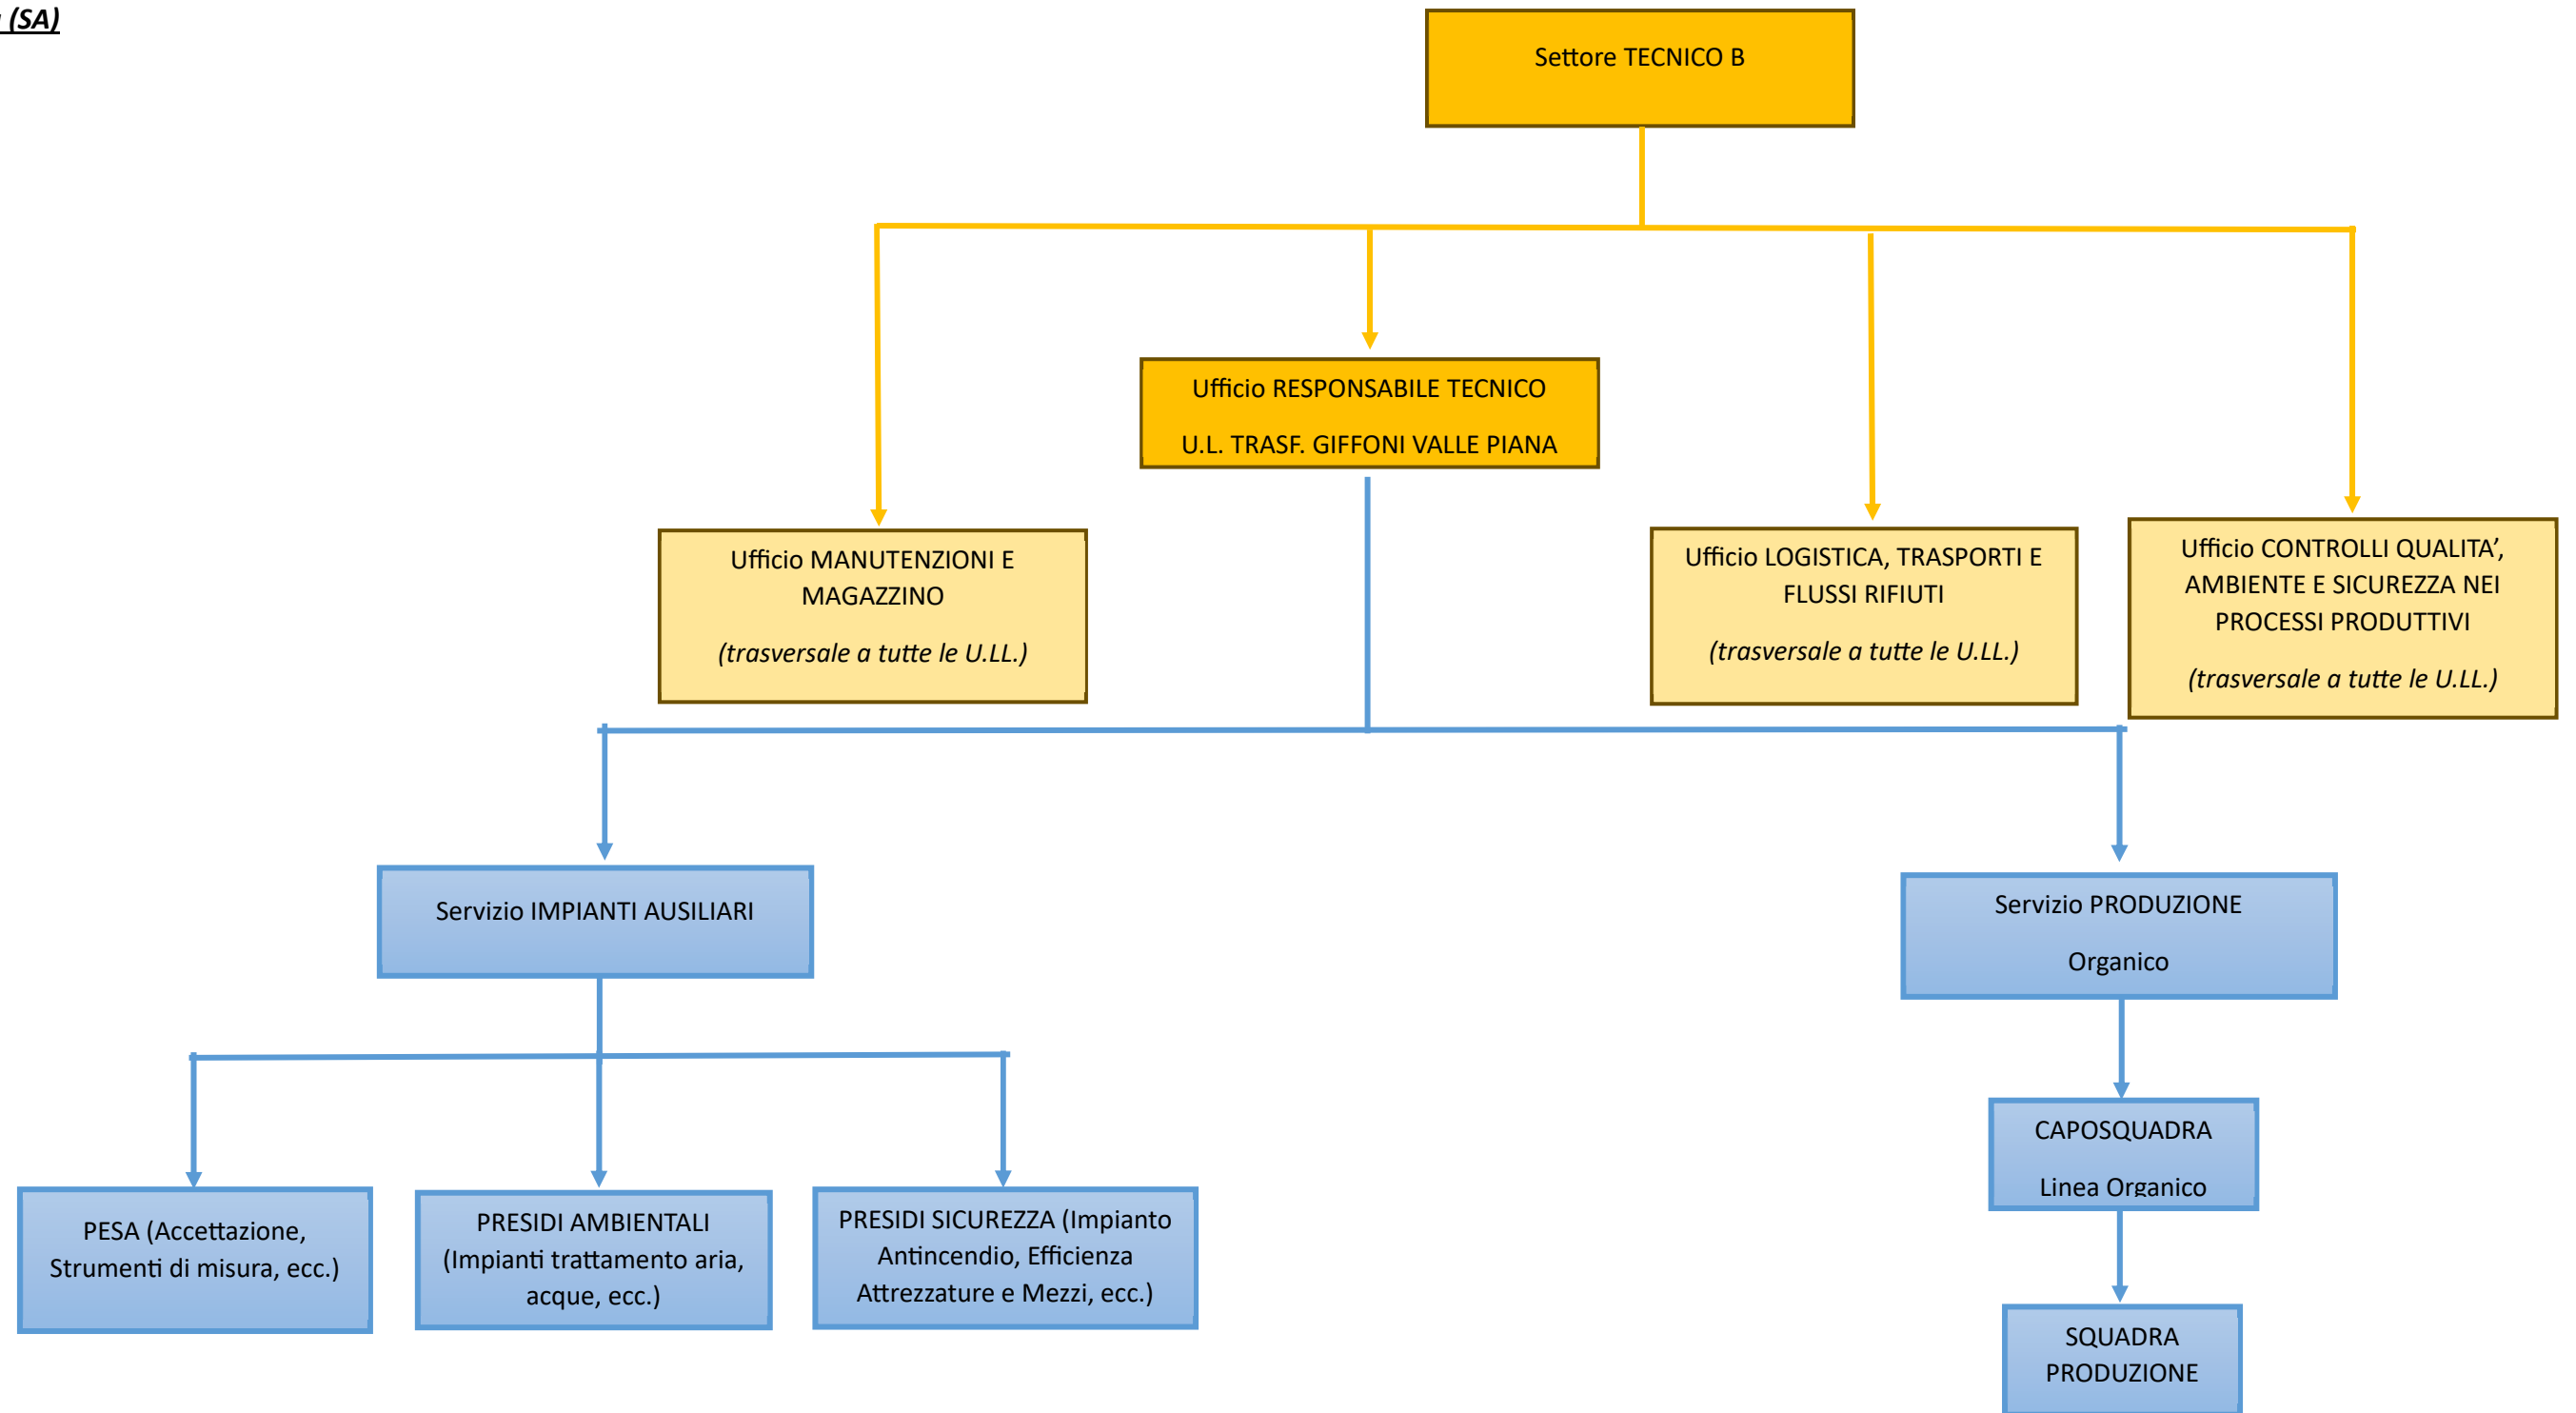 (SA)
Settore TECNICO B
Ufficio RESPONSABILE TECNICO
U.L. TRASF. GIFFONI VALLE PIANA
Ufficio MANUTENZIONI E
MAGAZZINO
(trasversale a tutte le U.LL.)
Ufficio LOGISTICA, TRASPORTI E
FLUSSI RIFIUTI
(trasversale a tutte le U.LL.)
Ufficio CONTROLLI QUALITA’,
AMBIENTE E SICUREZZA NEI
PROCESSI PRODUTTIVI
(trasversale a tutte le U.LL.)
Servizio IMPIANTI AUSILIARI
Servizio PRODUZIONE
Organico
CAPOSQUADRA
Linea Organico
PESA (Accettazione,
Strumenti di misura, ecc.)
PRESIDI AMBIENTALI
(Impianti trattamento aria,
acque, ecc.)
PRESIDI SICUREZZA (Impianto
Antincendio, Efficienza
Attrezzature e Mezzi, ecc.)
SQUADRA
PRODUZIONE